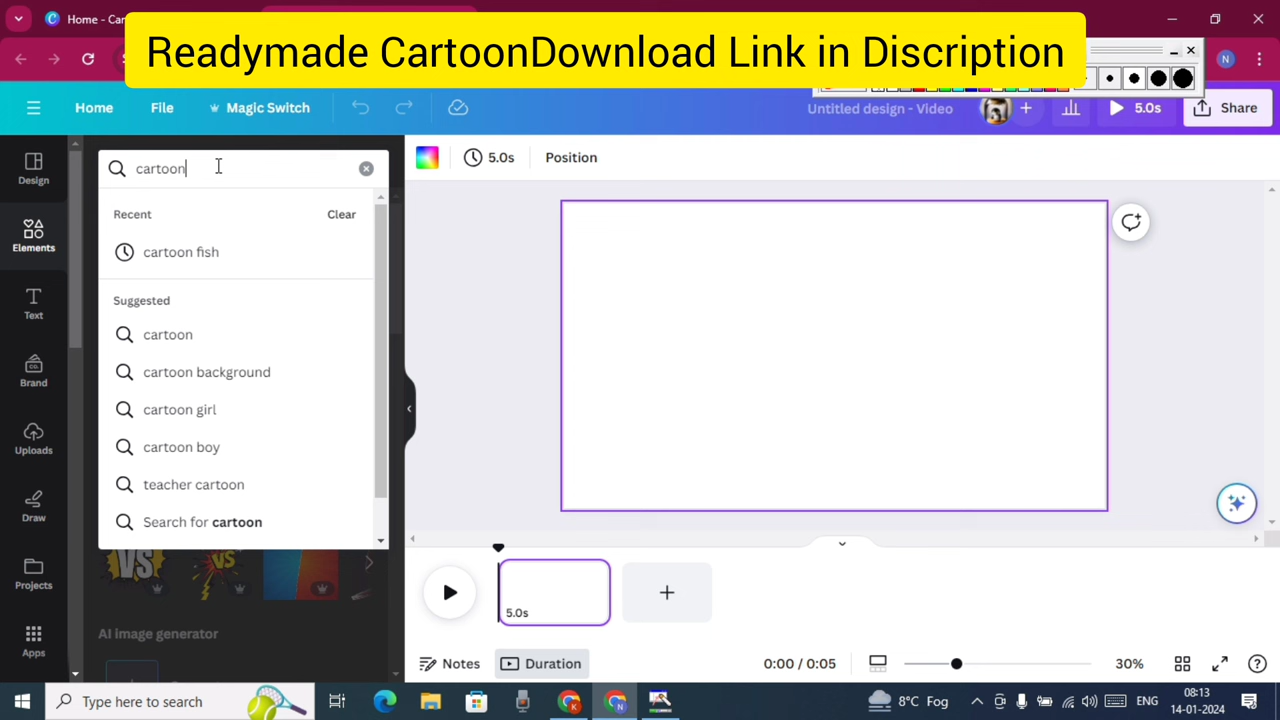 Home - Can
Readymade CartoonDownload Link in Discription
N
Home
File
Magic Switch
Untitled design - Video
5.0s
Share
Design
Elements
Text
Brand
Uploads
Draw
Projects
Apps
cartoon
Recent
Clear
cartoon fish
Suggested
cartoon
cartoon background
cartoon girl
cartoon boy
teacher cartoon
Search for cartoon
VS
VS
AI image generator
5.0s
Position
5.0s
Notes
Duration
0:00 / 0:05
30%
Type here to search
K
N
8°C Fog
ENG
08:13
14-01-2024